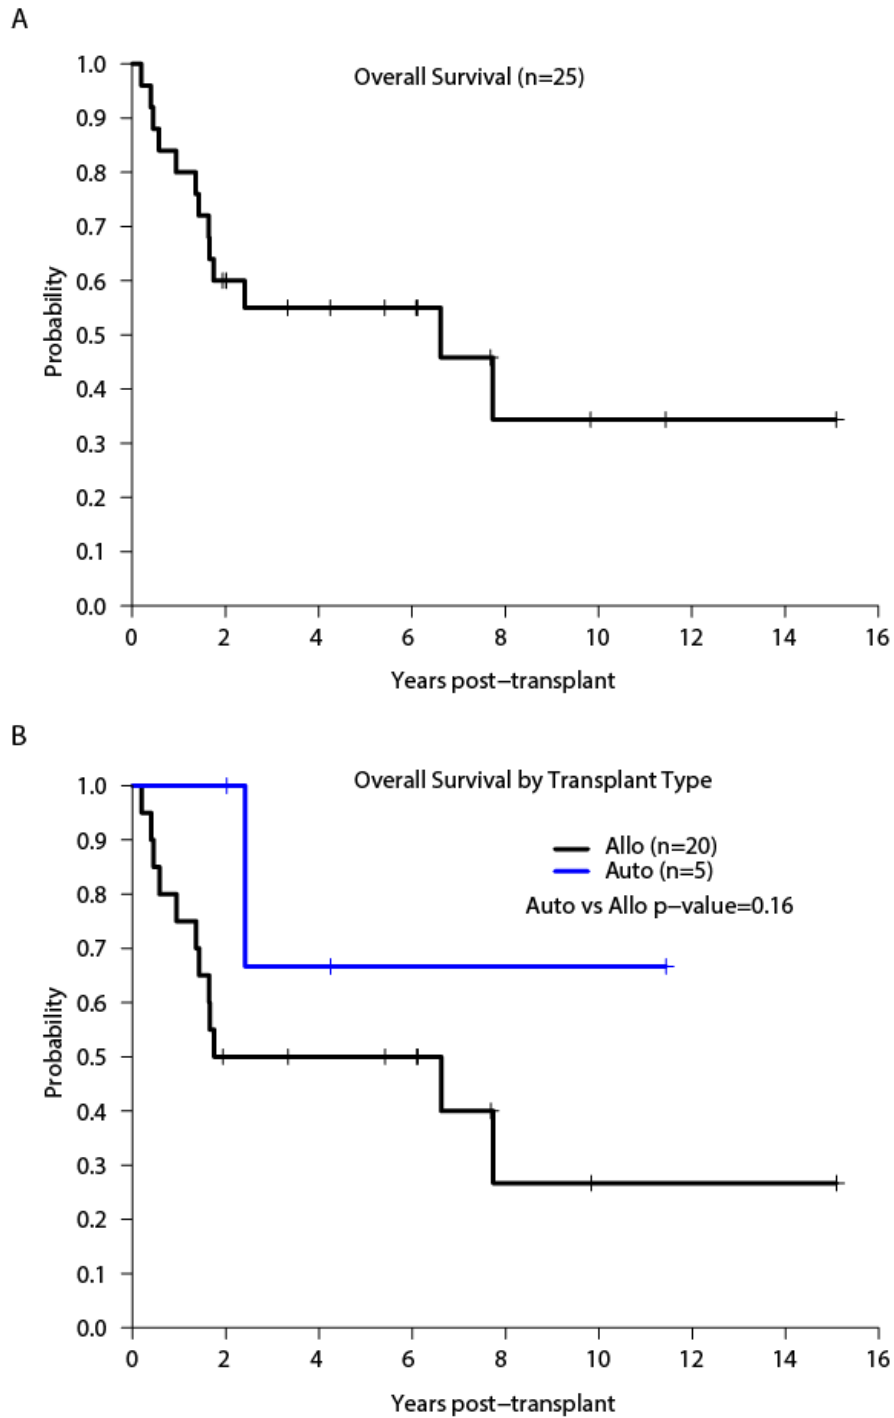 A
Overall Survival (n=25)
1.0
0.9
0.8
0.7
0.6
0.5
0.4
0.3
0.2
0.1
0.0
Probability
0 2 4 6 8 10 12 14 16
Years post−transplant
B
Overall Survival by Transplant Type
Allo (n=20)
Auto (n=5)
Auto vs Allo p−value=0.16
1.0
0.9
0.8
0.7
0.6
0.5
0.4
0.3
0.2
0.1
0.0
Probability
0 2 4 6 8 10 12 14 16
Years post−transplant